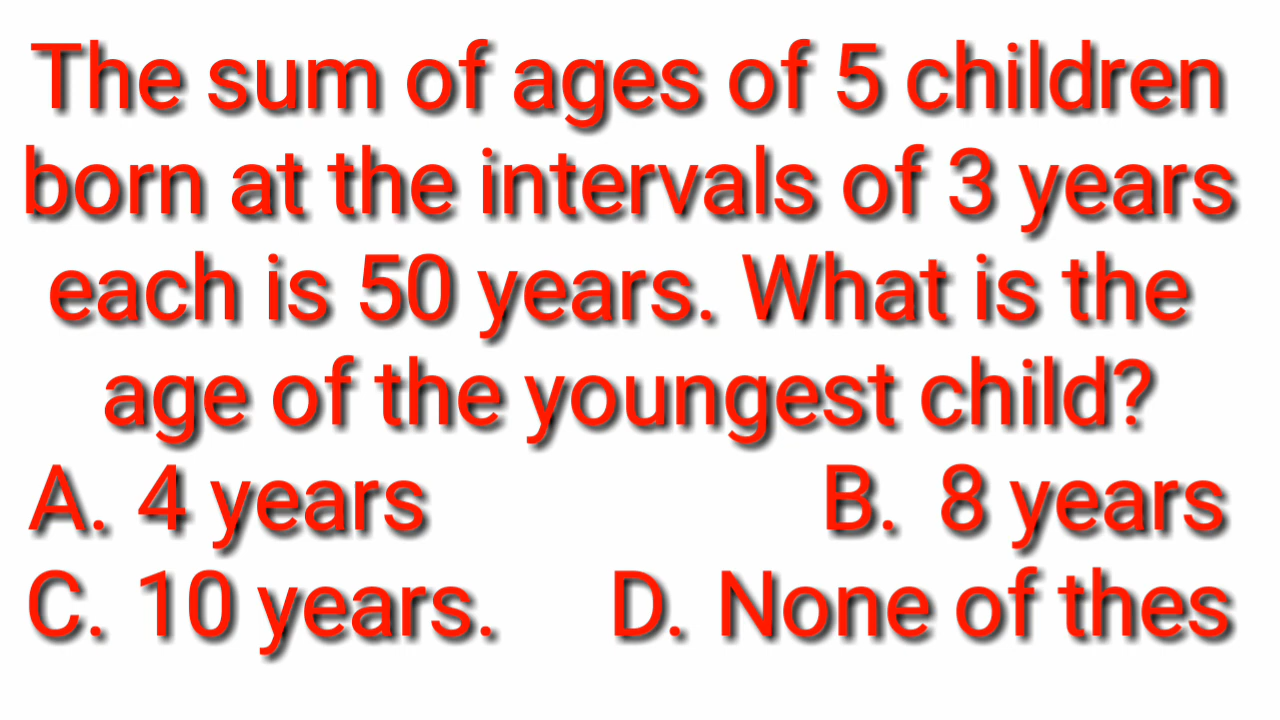 The sum of ages of 5 children
born at the intervals of 3 years
each is 50 years. What is the
age of the youngest child?
A. 4 years B. 8 years
C. 10 years. D. None of thes